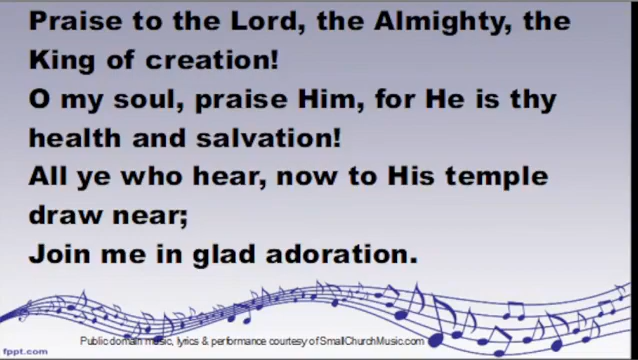 Praise to the Lord, the Almighty, the
King of creation!
O my soul, praise Him, for He is thy
health and salvation!
All ye who hear, now to His temple
draw near;
Join me in glad adoration.
Public domain music, lyrics & performance courtesy of SmallChurchMusic.com
fppt.com